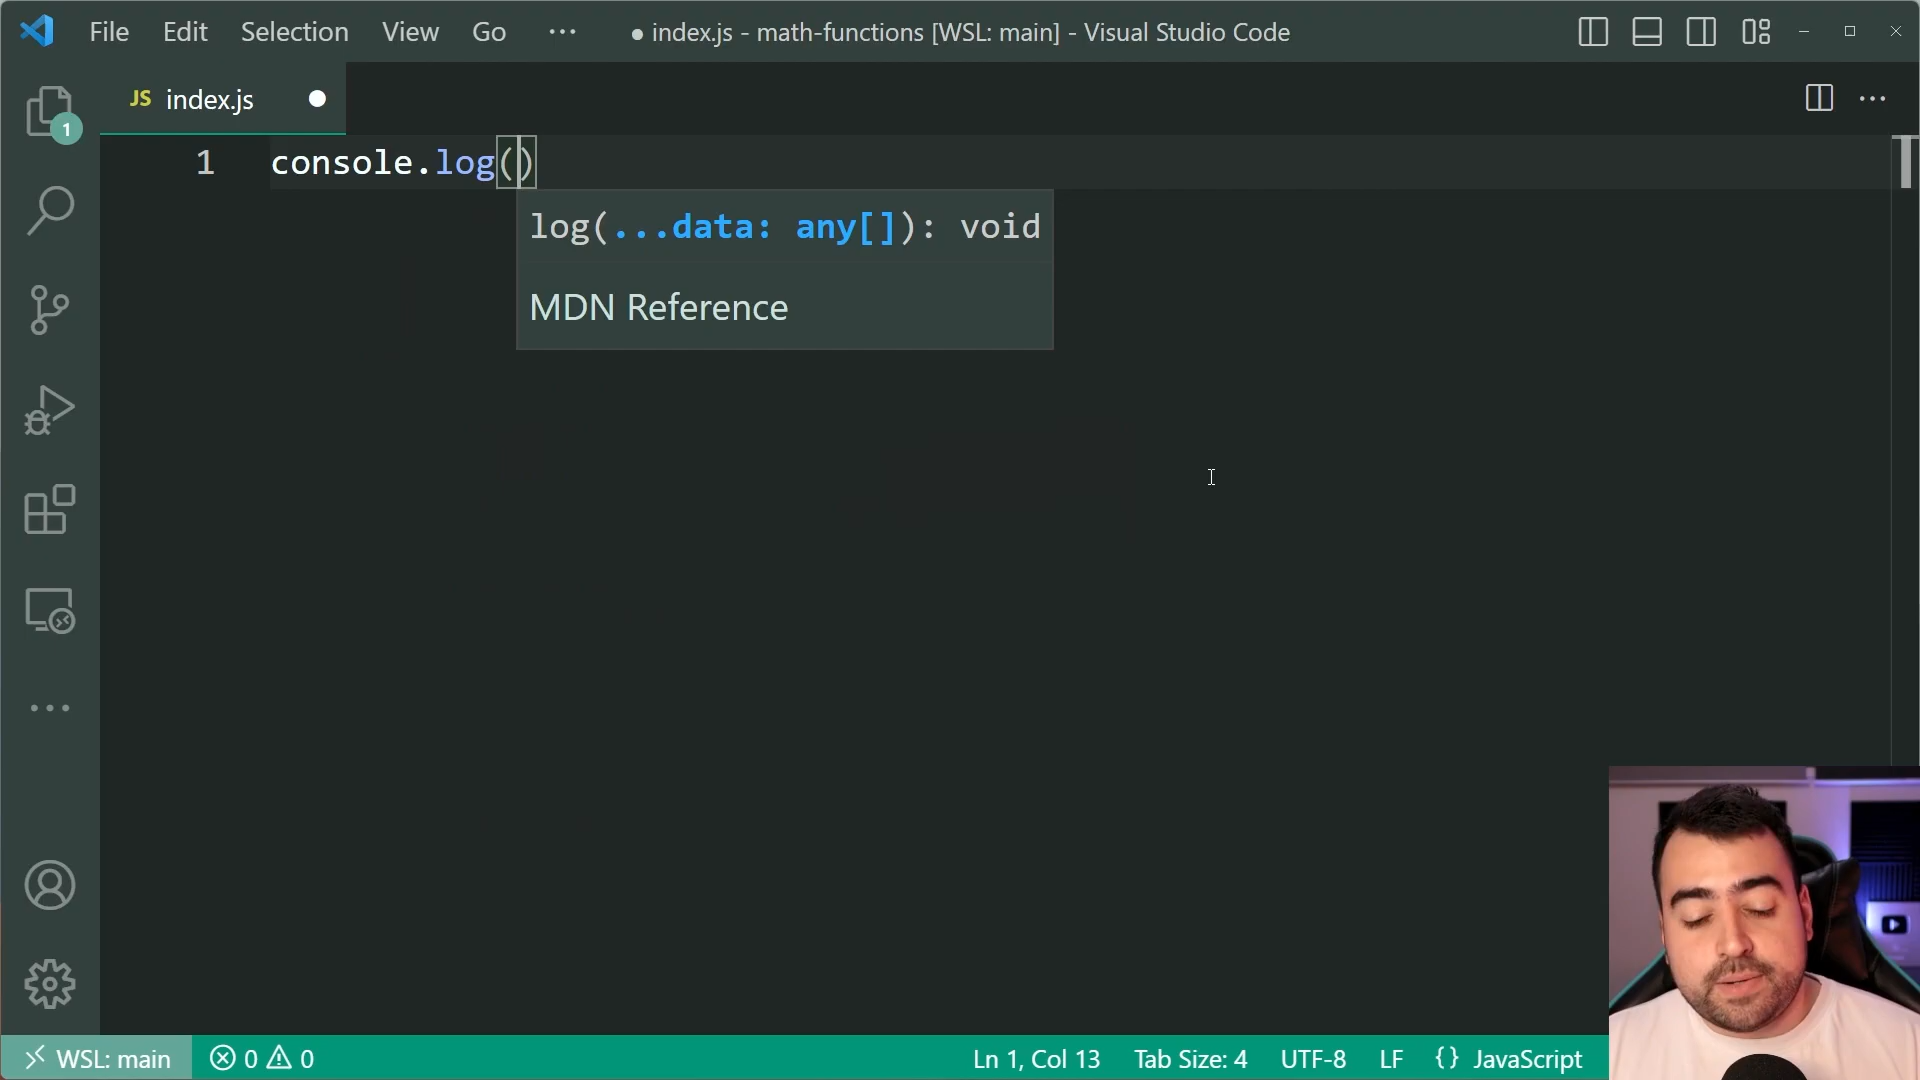 File Edit Selection View Go ··· ● index.js - math-functions [WSL: main] - Visual Studio Code
JS index.js ●
1
1 console.log()
log(...data: any[]): void
MDN Reference
WSL: main 0 0 Ln 1, Col 13 Tab Size: 4 UTF-8 LF {} JavaScript